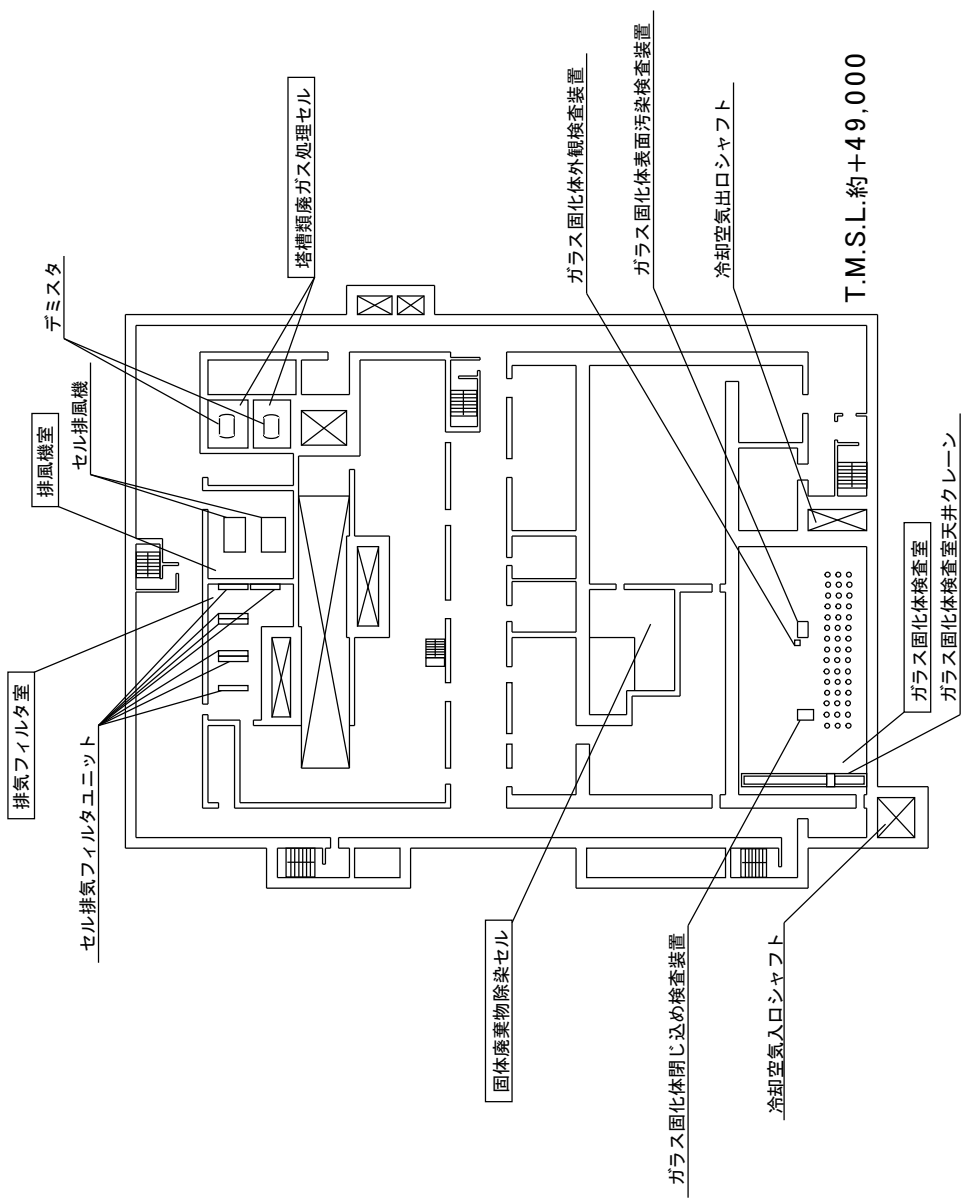 排気フィルタ室
排風機室
デミスタ
セル排風機
塔槽類廃ガス処理セル
セル排気フィルタユニット
固体廃棄物除染セル
ガラス固化体外観検査装置
ガラス固化体表面汚染検査装置
冷却空気出口シャフト
ガラス固化体閉じ込め検査装置
冷却空気入口シャフト
ガラス固化体検査室
ガラス固化体検査室天井クレーン
T.M.S.L.約+49,000